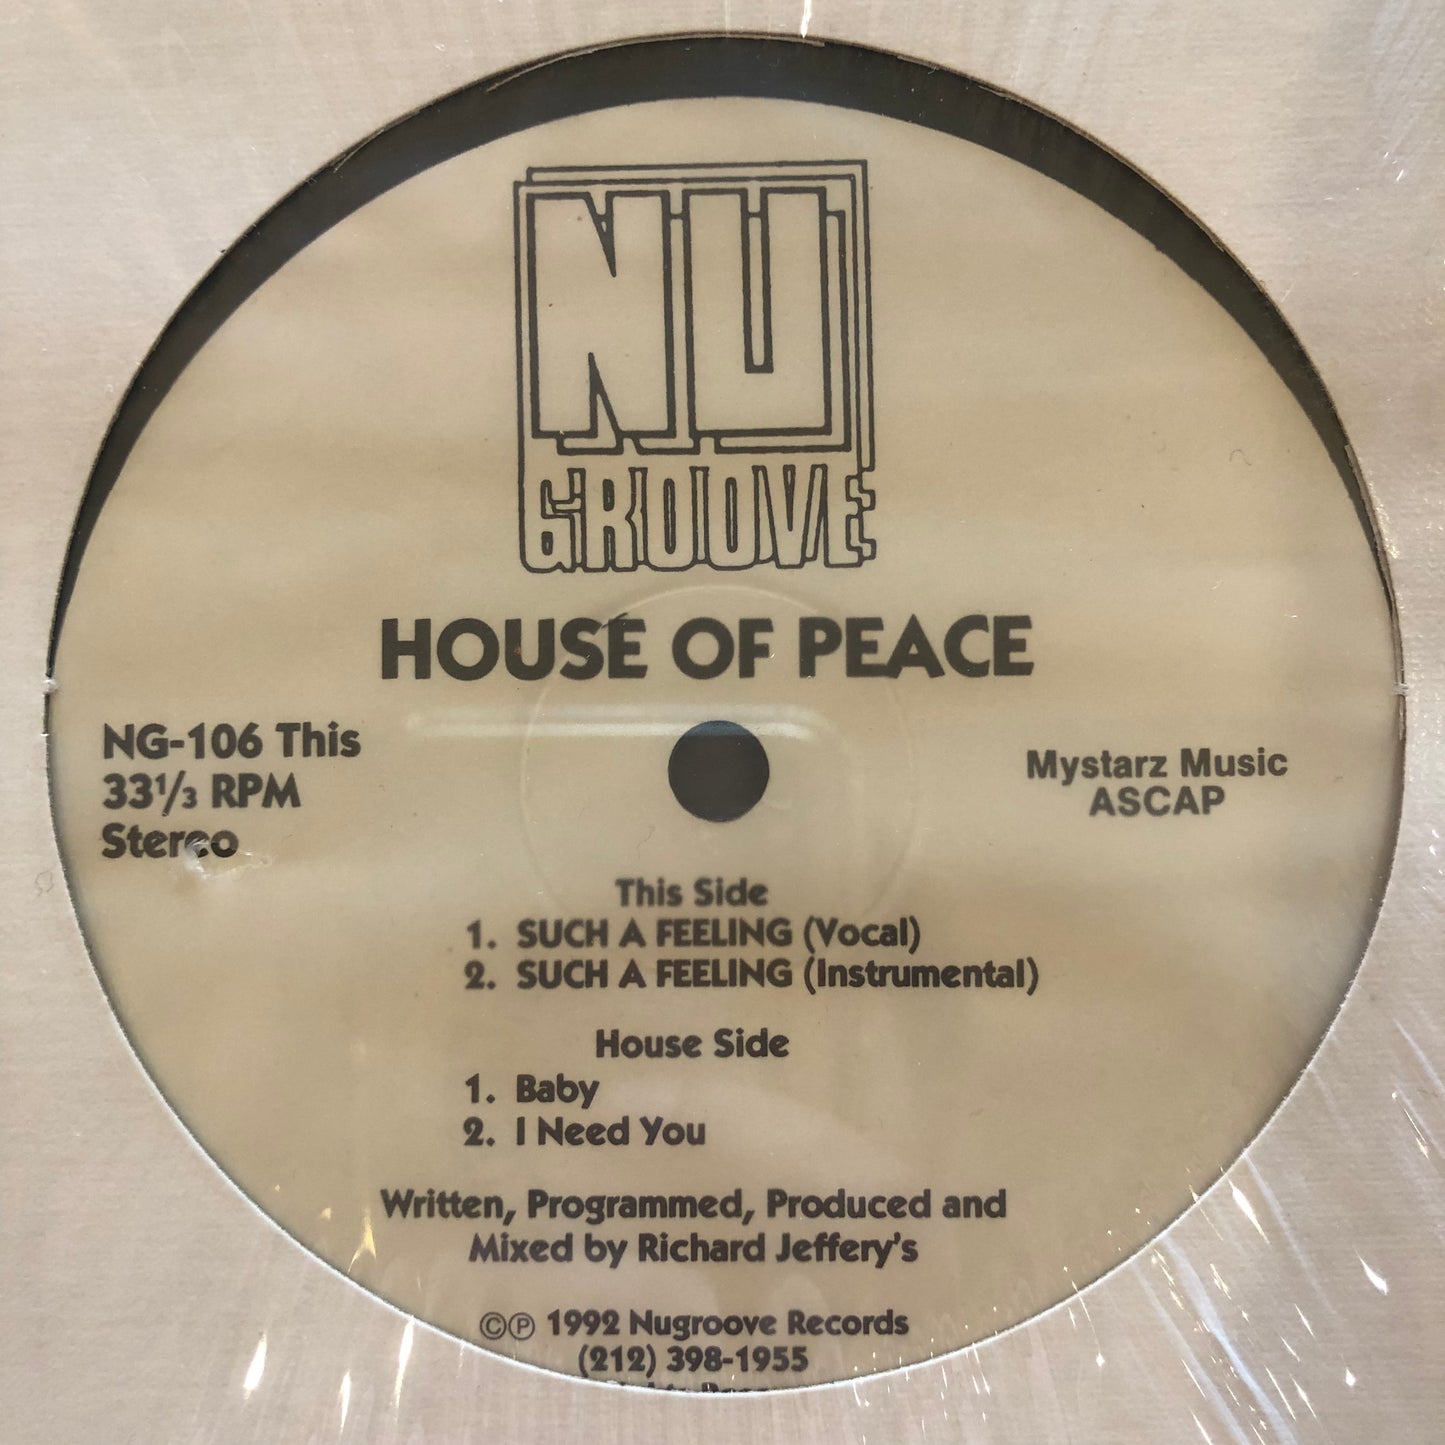 NU
GROOVE
HOUSE OF PEACE
NG-106 This
33⅓ RPM
Stereo
Mystarz Music
ASCAP
This Side
1. SUCH A FEELING (Vocal)
2. SUCH A FEELING (Instrumental)
House Side
1. Baby
2. I Need You
Written, Programmed, Produced and
Mixed by Richard Jeffery's
©℗ 1992 Nugroove Records
(212) 398-1955